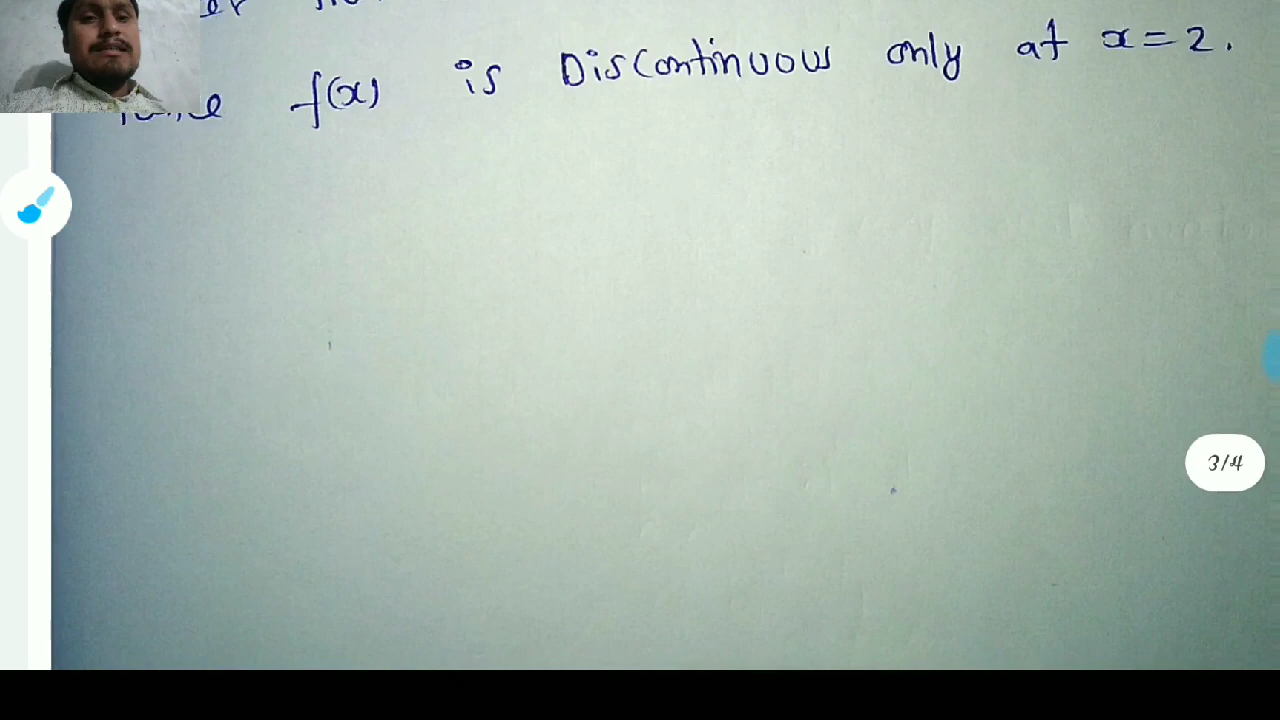 f(x) is Discontinuous only at x = 2.
3/4